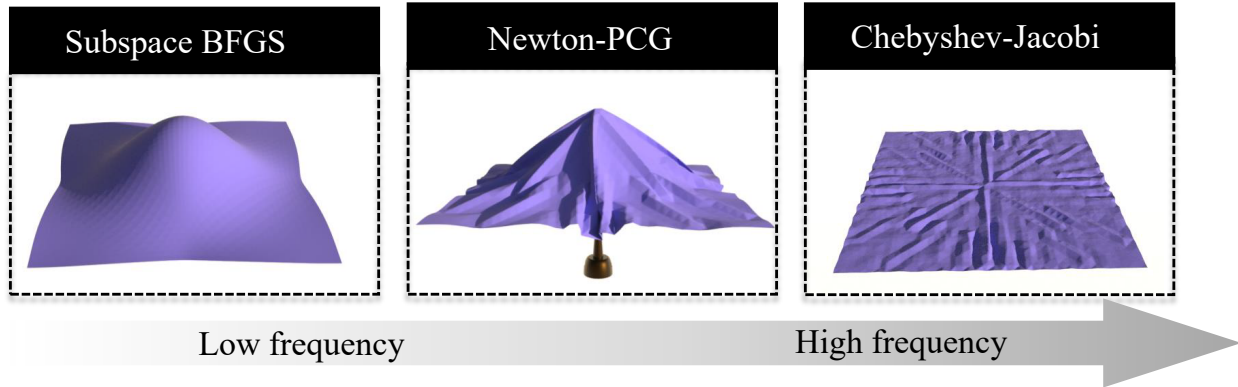 Subspace BFGS
Newton-PCG
Chebyshev-Jacobi
Low frequency
High frequency